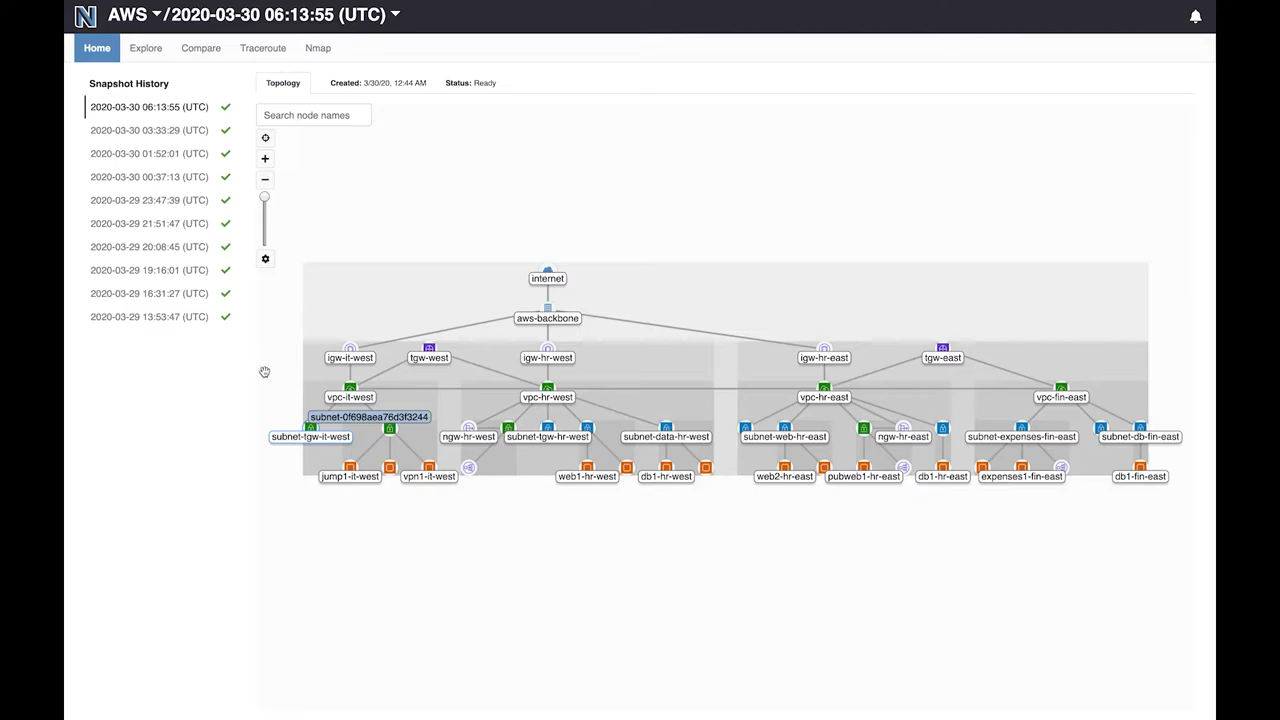 AWS /2020-03-30 06:13:55 (UTC)
Home Explore Compare Traceroute Nmap
Snapshot History
2020-03-30 06:13:55 (UTC)
2020-03-30 03:33:29 (UTC)
2020-03-30 01:52:01 (UTC)
2020-03-30 00:37:13 (UTC)
2020-03-29 23:47:39 (UTC)
2020-03-29 21:51:47 (UTC)
2020-03-29 20:08:45 (UTC)
2020-03-29 19:16:01 (UTC)
2020-03-29 16:31:27 (UTC)
2020-03-29 13:53:47 (UTC)
Topology Created: 3/30/20, 12:44 AM Status: Ready
Search node names
internet
aws-backbone
igw-it-west tgw-west igw-hr-west igw-hr-east tgw-east
vpc-it-west vpc-hr-west vpc-hr-east vpc-fin-east
subnet-0f698aea76d3f3244
subnet-tgw-it-west ngw-hr-west subnet-tgw-hr-west subnet-data-hr-west subnet-web-hr-east ngw-hr-east subnet-expenses-fin-east subnet-db-fin-east
jump1-it-west vpn1-it-west web1-hr-west db1-hr-west web2-hr-east pubweb1-hr-east db1-hr-east expenses1-fin-east db1-fin-east